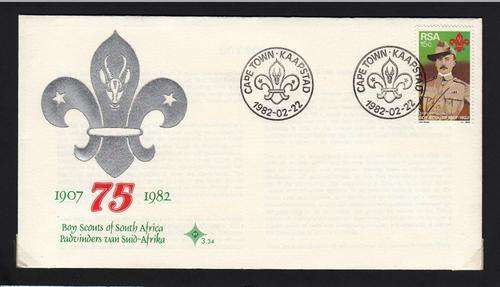 CAPE TOWN · KAAPSTAD
1982-02-22
CAPE TOWN · KAAPSTAD
1982-02-22
RSA
15c
1907 75 1982
Boy Scouts of South Africa
Padvinders van Suid-Afrika
3.34